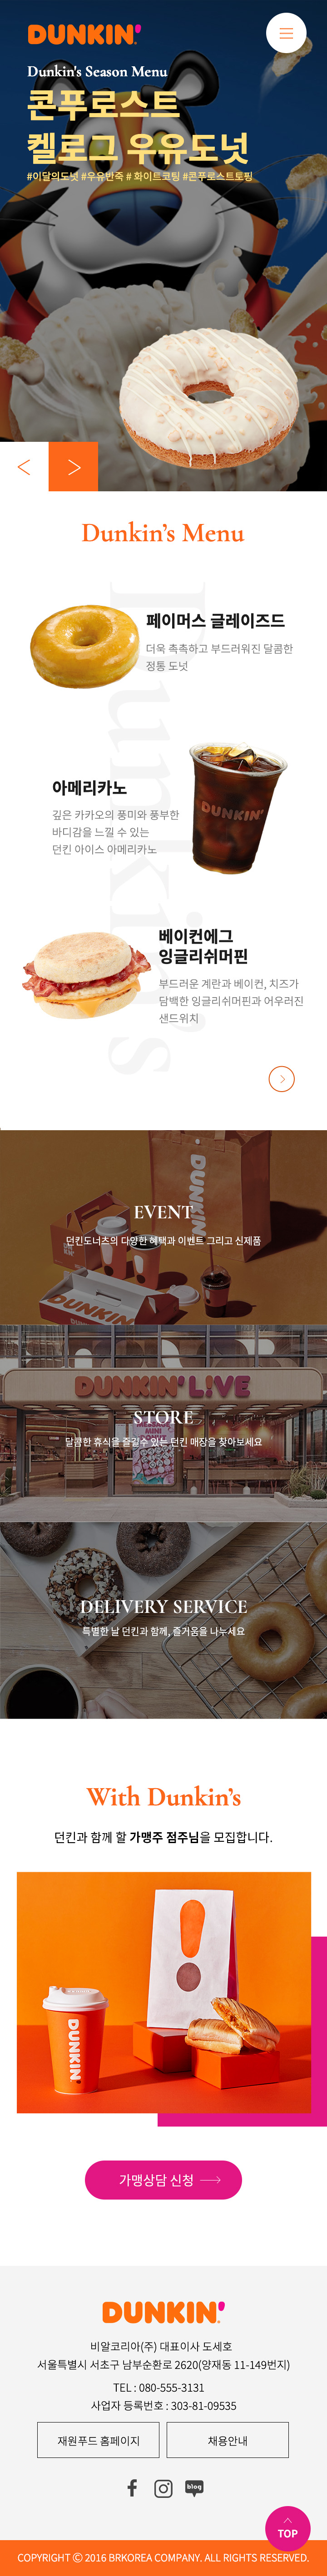 DUNKIN'
Dunkin's Season Menu
콘푸로스트
켈로그 우유도넛
#이달의도넛 #우유반죽 # 화이트코팅 #콘푸로스트토핑
Dunkin's Menu
Dunkin's
페이머스 글레이즈드
더욱 촉촉하고 부드러워진 달콤한
정통 도넛
아메리카노
깊은 카카오의 풍미와 풍부한
바디감을 느낄 수 있는
던킨 아이스 아메리카노
DUNKIN'
베이컨에그
잉글리쉬머핀
부드러운 계란과 베이컨, 치즈가
담백한 잉글리쉬머핀과 어우러진
샌드위치
DUNKIN'
EVENT
던킨도너츠의 다양한 혜택과 이벤트 그리고 신제품
DUNKIN'
DUNKIN' L!VE
STORE
달콤한 휴식을 즐길수 있는 던킨 매장을 찾아보세요
DELIVERY SERVICE
특별한 날 던킨과 함께, 즐거움을 나누세요
With Dunkin's
던킨과 함께 할 가맹주 점주님을 모집합니다.
DUNKIN'
가맹상담 신청
DUNKIN'
비알코리아(주) 대표이사 도세호
서울특별시 서초구 남부순환로 2620(양재동 11-149번지)
TEL : 080-555-3131
사업자 등록번호 : 303-81-09535
재원푸드 홈페이지 채용안내
blog
TOP
COPYRIGHT ⓒ 2016 BRKOREA COMPANY. ALL RIGHTS RESERVED.